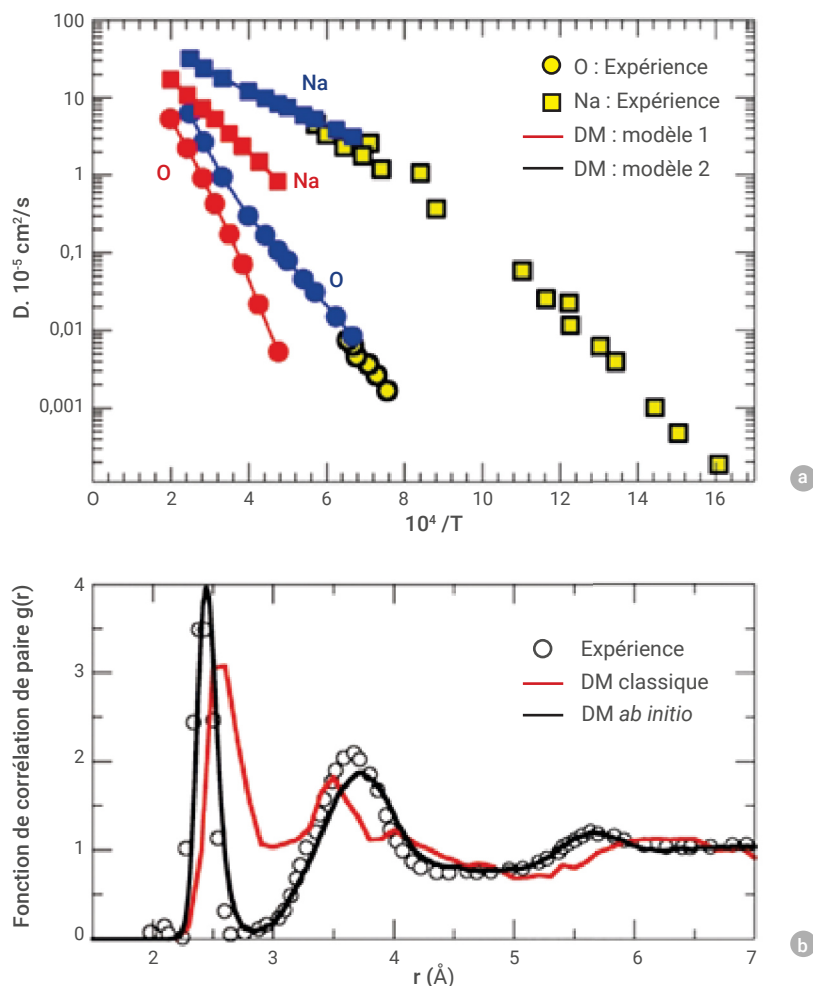 100
10
1
0,1
0,01
0,001
D. 10⁻⁵ cm²/s
O : Expérience
Na : Expérience
DM : modèle 1
DM : modèle 2
Na
O
Na
O
O 2 4 6 8 10 12 14 16
10⁴ /T
a
4
3
2
1
0
Fonction de corrélation de paire g(r)
Expérience
DM classique
DM ab initio
2 3 4 5 6 7
r (Å)
b